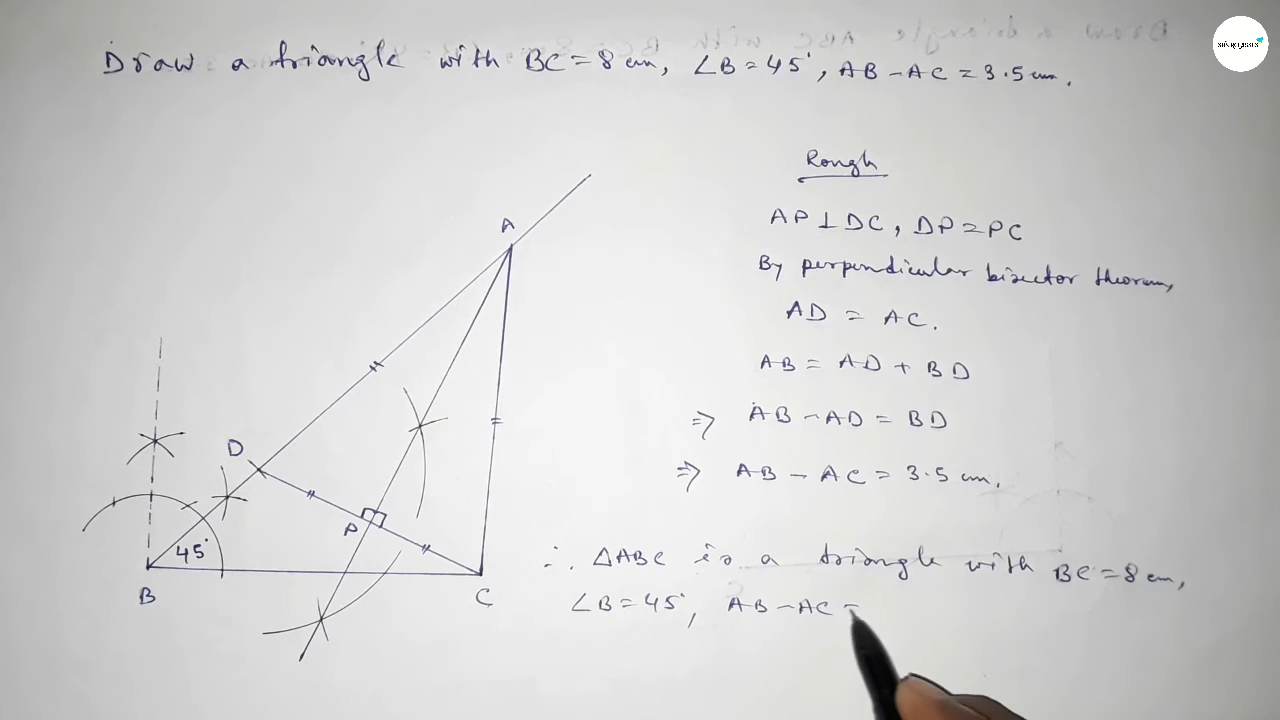 Draw a triangle with BC = 8 cm, ∠B = 45°, AB - AC = 3.5 cm.
Rough
AP ⊥ DC, DP = PC
By perpendicular bisector theorem,
AD = AC.
AB = AD + BD
⇒ AB - AD = BD
⇒ AB - AC = 3.5 cm.
∴ △ABC is a triangle with BC = 8 cm,
∠B = 45°, AB - AC =
A
D
P
45°
B
C